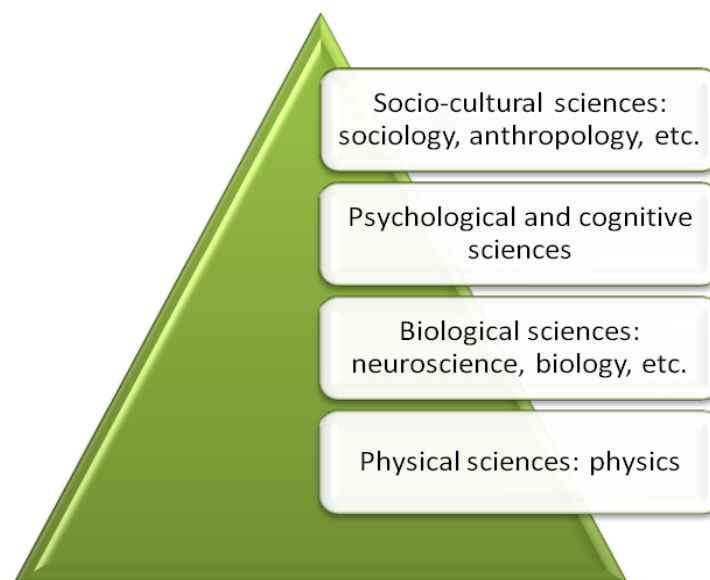 Socio-cultural sciences:
sociology, anthropology, etc.
Psychological and cognitive
sciences
Biological sciences:
neuroscience, biology, etc.
Physical sciences: physics